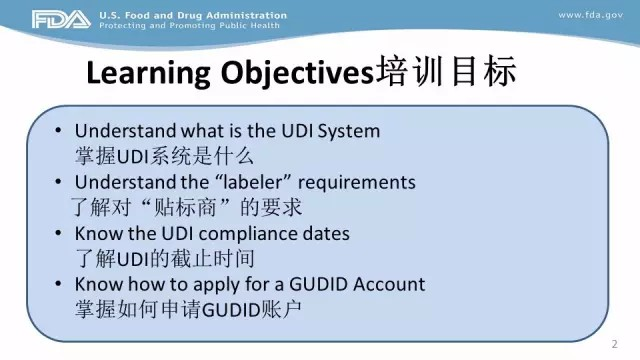 FDA U.S. Food and Drug Administration
Protecting and Promoting Public Health
www.fda.gov
Learning Objectives培训目标
• Understand what is the UDI System
掌握UDI系统是什么
• Understand the “labeler” requirements
了解对“贴标商”的要求
• Know the UDI compliance dates
了解UDI的截止时间
• Know how to apply for a GUDID Account
掌握如何申请GUDID账户
2